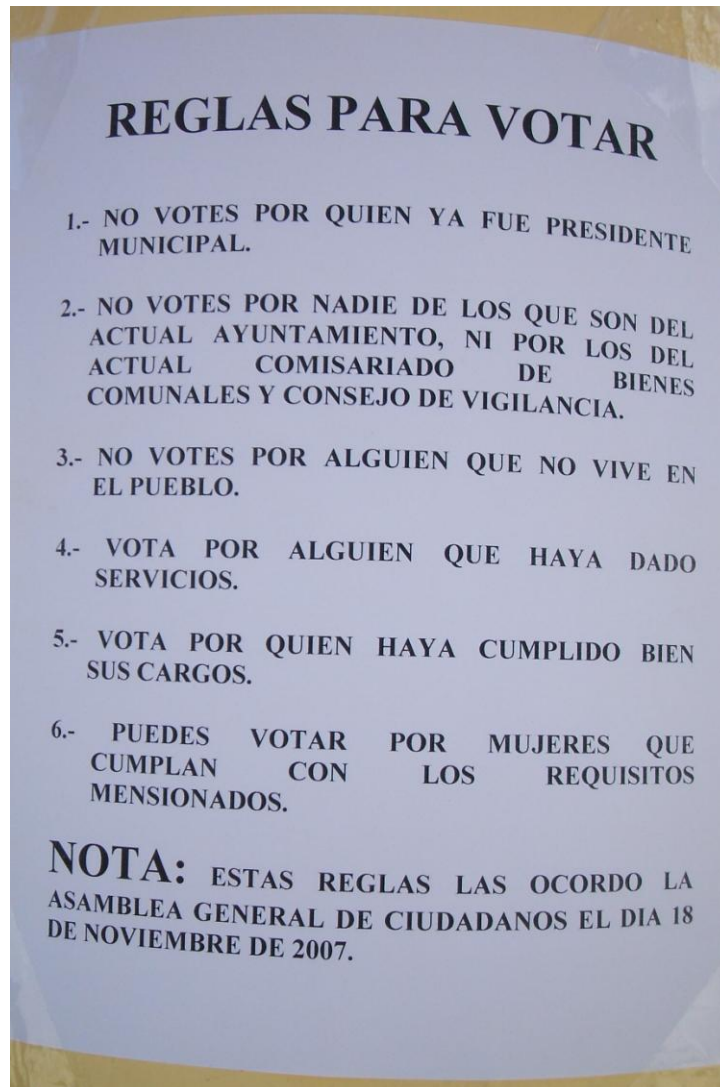 REGLAS PARA VOTAR
1.- NO VOTES POR QUIEN YA FUE PRESIDENTE
MUNICIPAL.
2.- NO VOTES POR NADIE DE LOS QUE SON DEL
ACTUAL AYUNTAMIENTO, NI POR LOS DEL
ACTUAL COMISARIADO DE BIENES
COMUNALES Y CONSEJO DE VIGILANCIA.
3.- NO VOTES POR ALGUIEN QUE NO VIVE EN
EL PUEBLO.
4.- VOTA POR ALGUIEN QUE HAYA DADO
SERVICIOS.
5.- VOTA POR QUIEN HAYA CUMPLIDO BIEN
SUS CARGOS.
6.- PUEDES VOTAR POR MUJERES QUE
CUMPLAN CON LOS REQUISITOS
MENSIONADOS.
NOTA: ESTAS REGLAS LAS OCORDO LA
ASAMBLEA GENERAL DE CIUDADANOS EL DIA 18
DE NOVIEMBRE DE 2007.